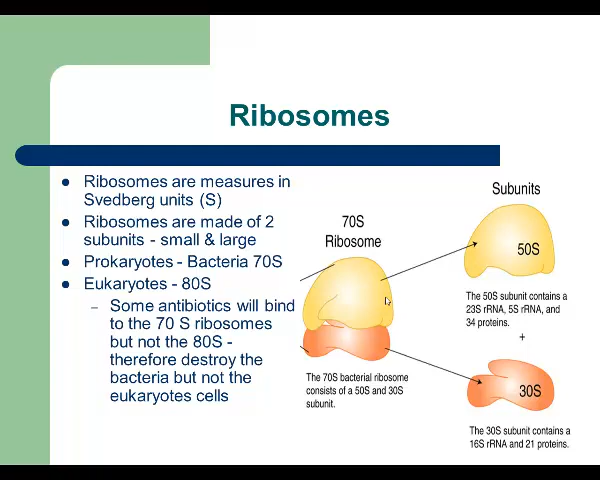 Ribosomes
Ribosomes are measures in
Svedberg units (S)
Ribosomes are made of 2
subunits - small & large
Prokaryotes - Bacteria 70S
Eukaryotes - 80S
– Some antibiotics will bind
to the 70 S ribosomes
but not the 80S -
therefore destroy the
bacteria but not the
eukaryotes cells
70S
Ribosome
The 70S bacterial ribosome
consists of a 50S and 30S
subunit.
Subunits
50S
The 50S subunit contains a
23S rRNA, 5S rRNA, and
34 proteins.
+
30S
The 30S subunit contains a
16S rRNA and 21 proteins.